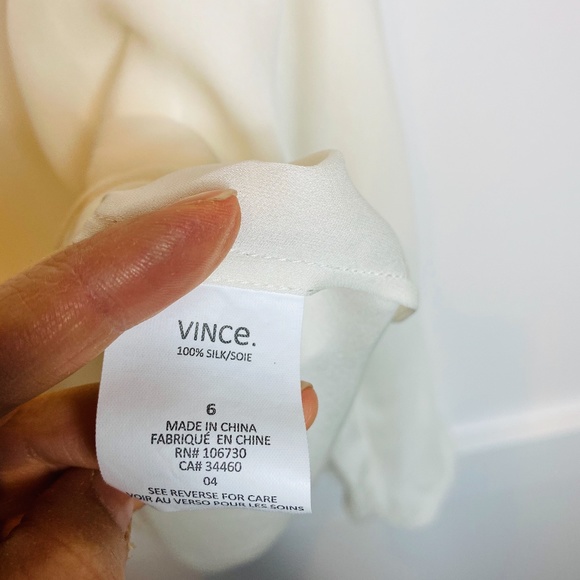 VINce.
100% SILK/SOIE
6
MADE IN CHINA
FABRIQUÉ EN CHINE
RN# 106730
CA# 34460
04
SEE REVERSE FOR CARE
VOIR AU VERSO POUR LES SOINS